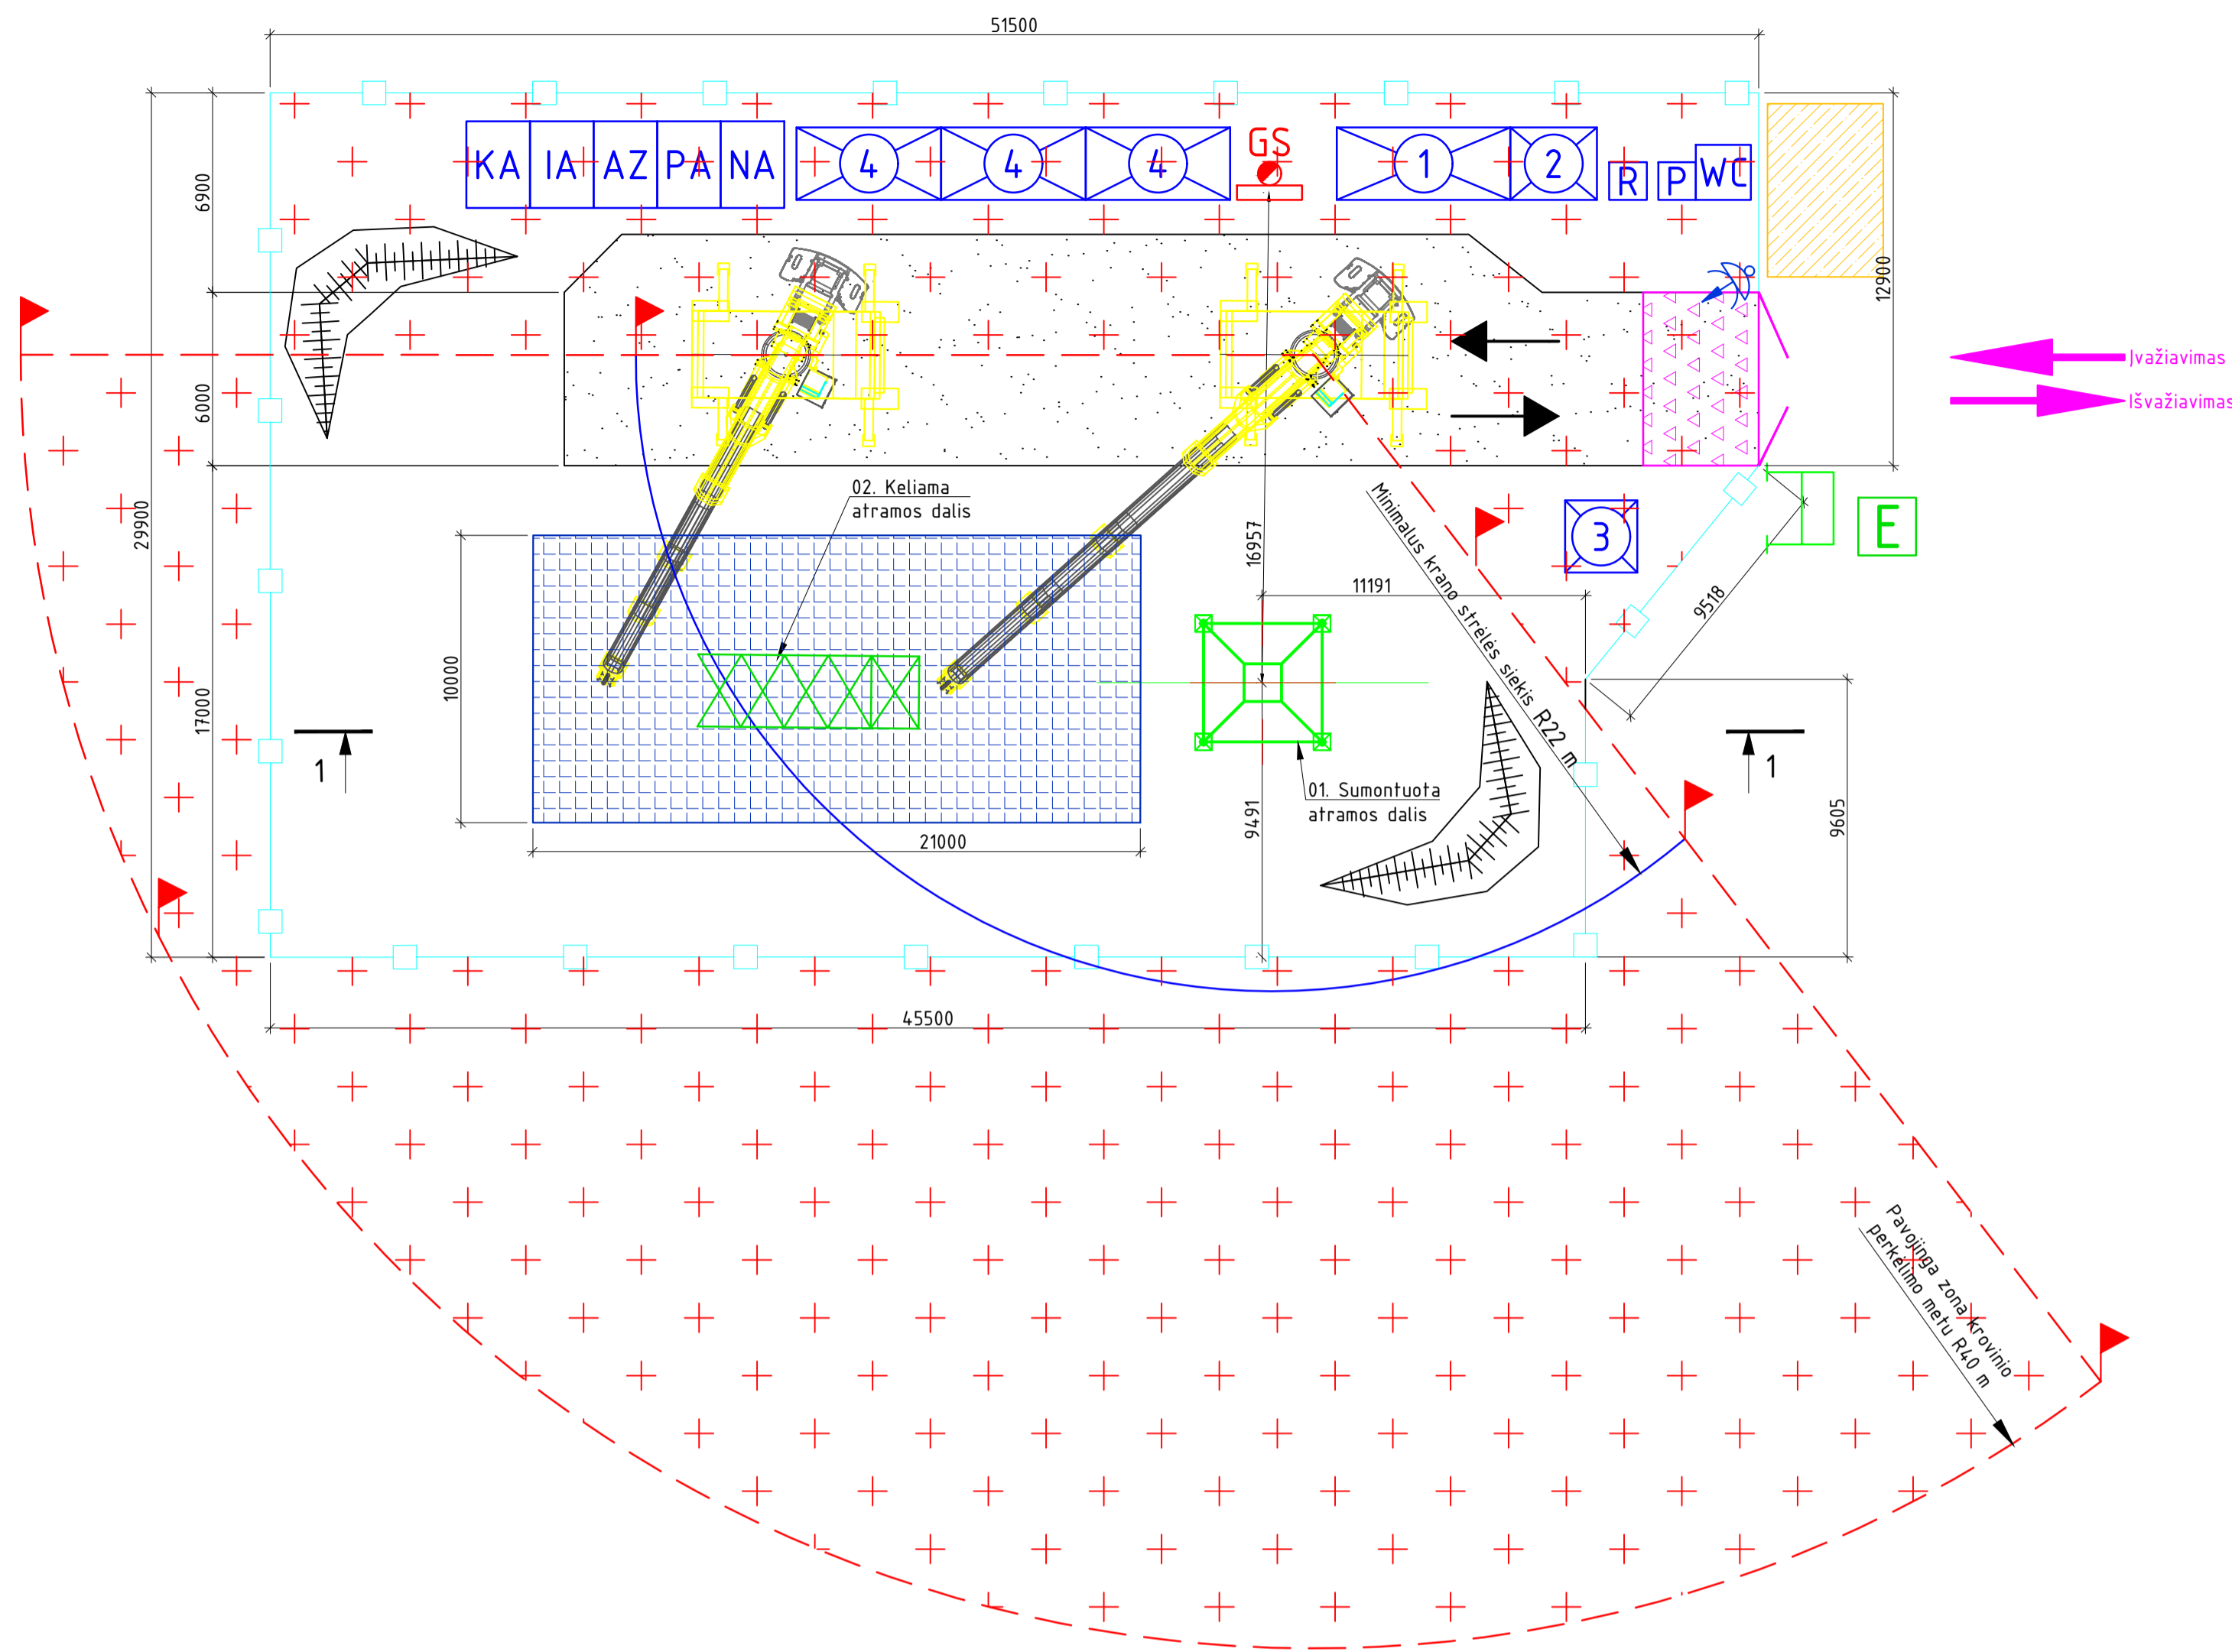 51500
KA IA AZ PA NA 4 4 4 GS 1 2 R P WC
6900
12900
6000
29900
Įvažiavimas
Išvažiavimas
02. Keliama
atramos dalis
16957
Minimalus krano strėlės siekis R22 m
3
E
11191
9518
10000
17000
1
1
01. Sumontuota
atramos dalis
9491
9605
21000
45500
Pavojinga zona krovinio
perkėlimo metu R40 m